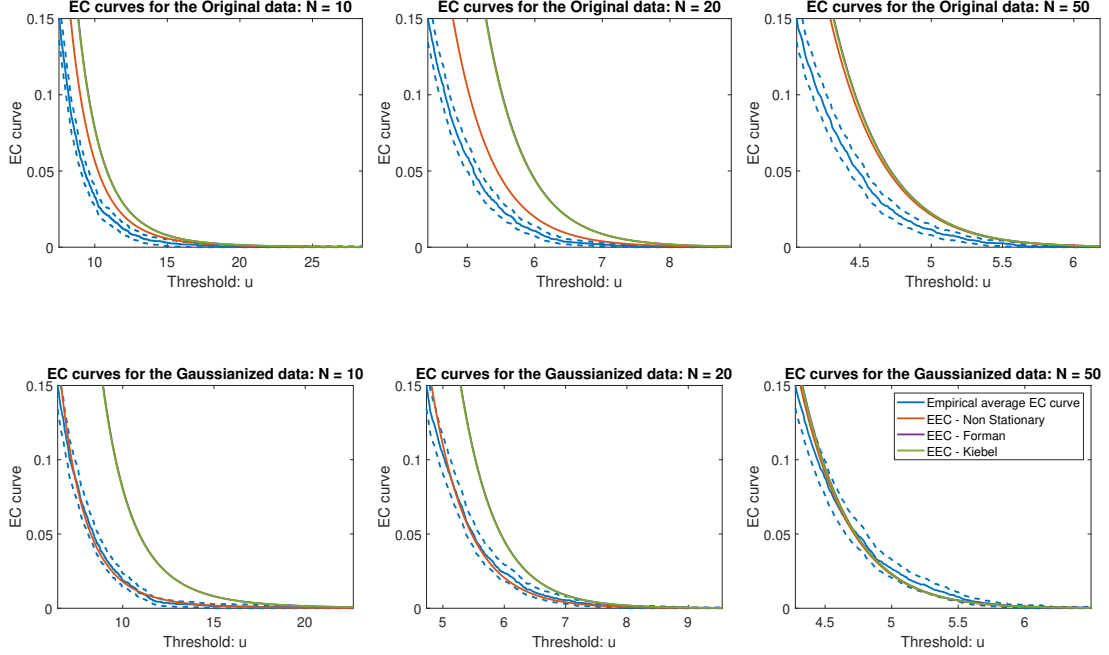 EC curves for the Original data: N = 10
EC curves for the Original data: N = 20
EC curves for the Original data: N = 50
0.15
0.1
0.05
0
EC curve
10
15
20
25
Threshold: u
0.15
0.1
0.05
0
EC curve
5
6
7
8
Threshold: u
0.15
0.1
0.05
0
EC curve
4.5
5
5.5
6
Threshold: u
EC curves for the Gaussianized data: N = 10
EC curves for the Gaussianized data: N = 20
EC curves for the Gaussianized data: N = 50
0.15
0.1
0.05
0
EC curve
10
15
20
Threshold: u
0.15
0.1
0.05
0
EC curve
5
6
7
8
9
Threshold: u
0.15
0.1
0.05
0
EC curve
4.5
5
5.5
6
Threshold: u
Empirical average EC curve
EEC - Non Stationary
EEC - Forman
EEC - Kiebel